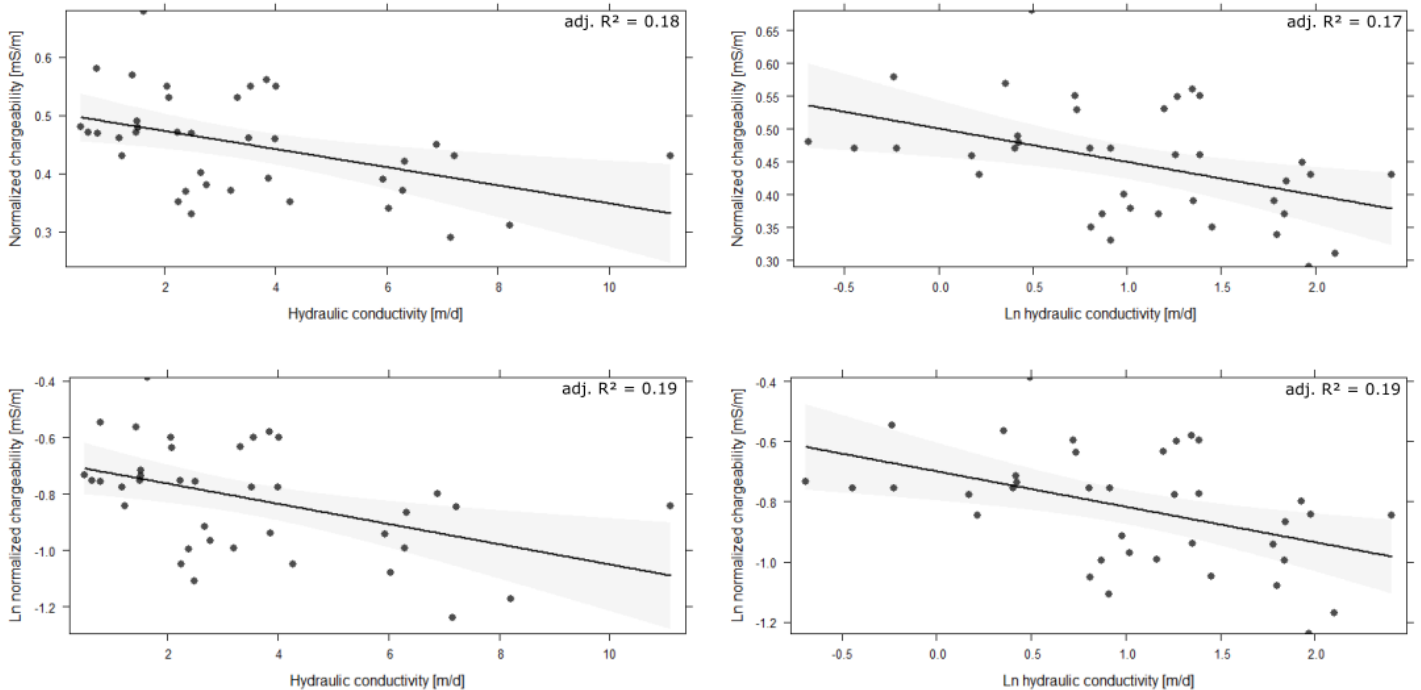 adj. R² = 0.18
Normalized chargeability [mS/m]
0.6
0.5
0.4
0.3
2 4 6 8 10
Hydraulic conductivity [m/d]
adj. R² = 0.17
Normalized chargeability [mS/m]
0.65
0.60
0.55
0.50
0.45
0.40
0.35
0.30
-0.5 0.0 0.5 1.0 1.5 2.0
Ln hydraulic conductivity [m/d]
adj. R² = 0.19
Ln normalized chargeability [mS/m]
-0.4
-0.6
-0.8
-1.0
-1.2
2 4 6 8 10
Hydraulic conductivity [m/d]
adj. R² = 0.19
Ln normalized chargeability [mS/m]
-0.4
-0.6
-0.8
-1.0
-1.2
-0.5 0.0 0.5 1.0 1.5 2.0
Ln hydraulic conductivity [m/d]